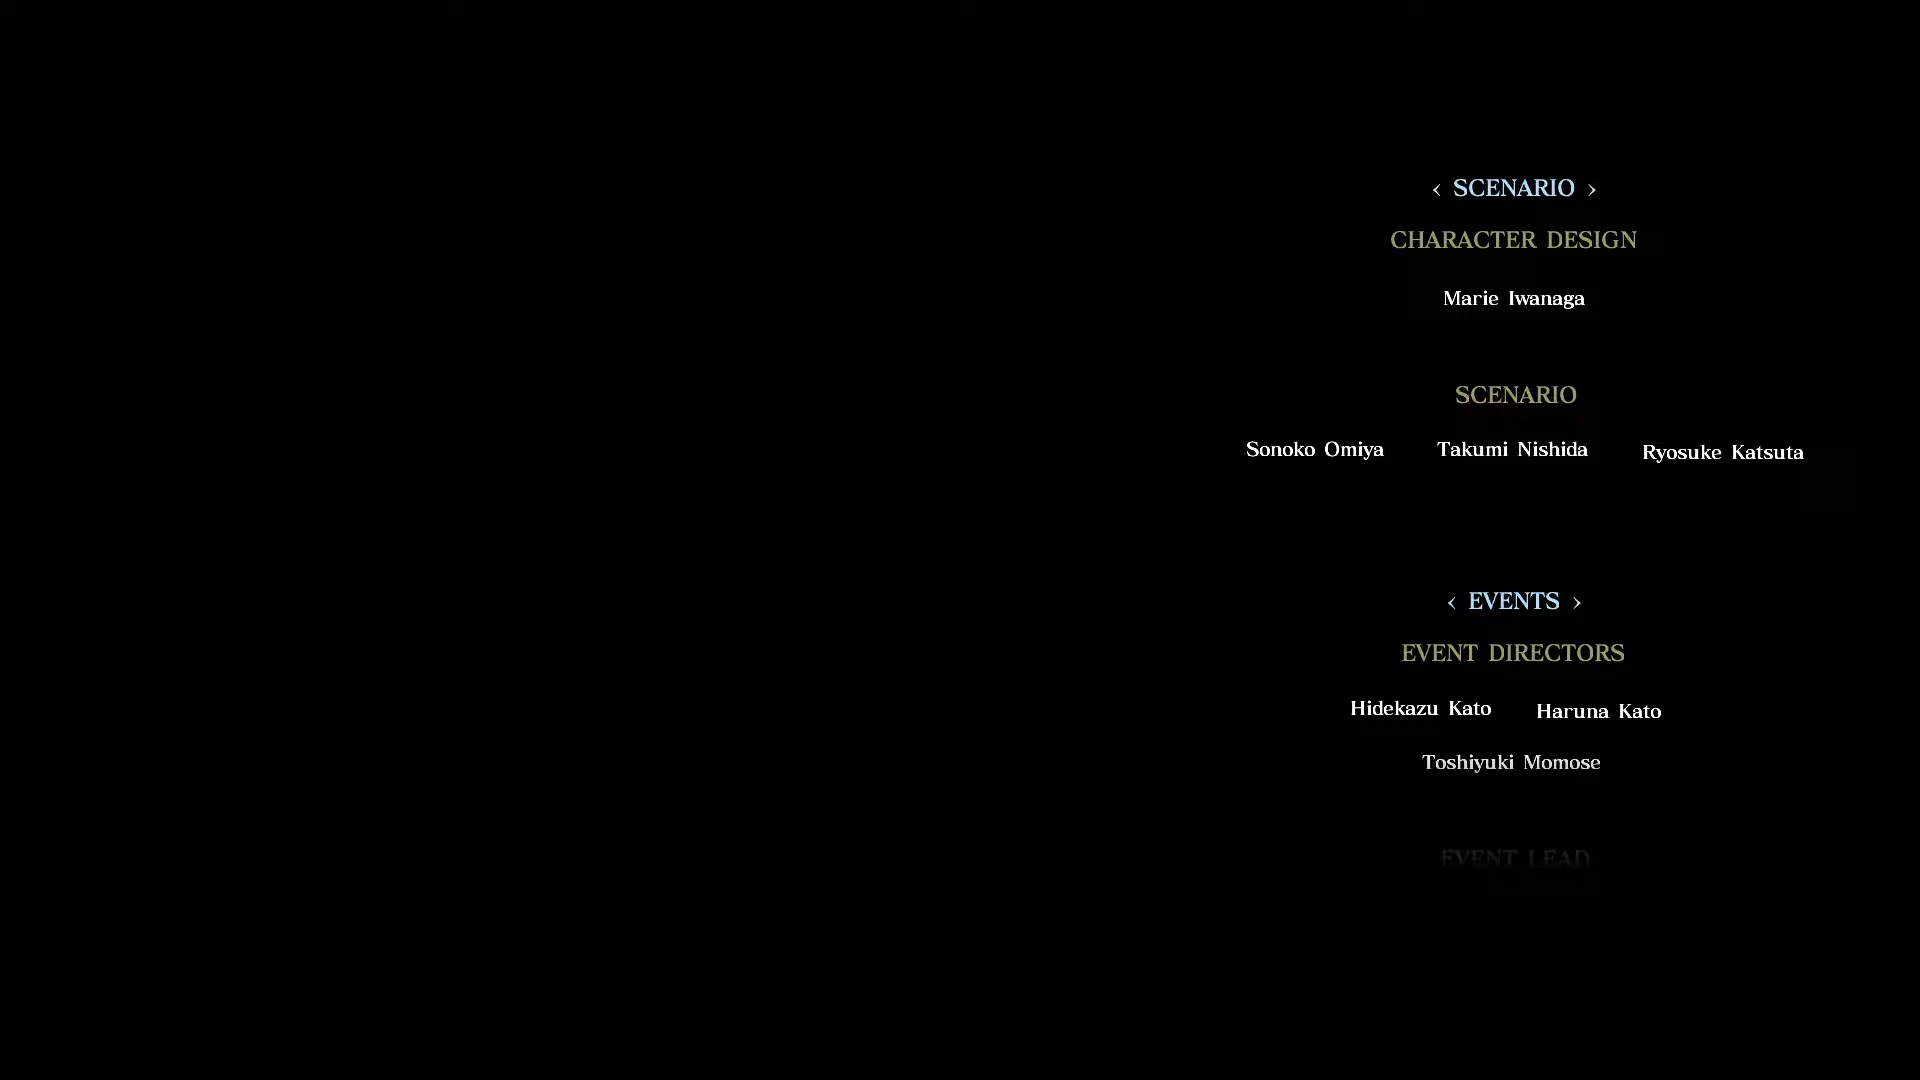 ‹ SCENARIO ›
CHARACTER DESIGN
Marie Iwanaga
SCENARIO
Sonoko Omiya Takumi Nishida Ryosuke Katsuta
‹ EVENTS ›
EVENT DIRECTORS
Hidekazu Kato Haruna Kato
Toshiyuki Momose
EVENT LEAD